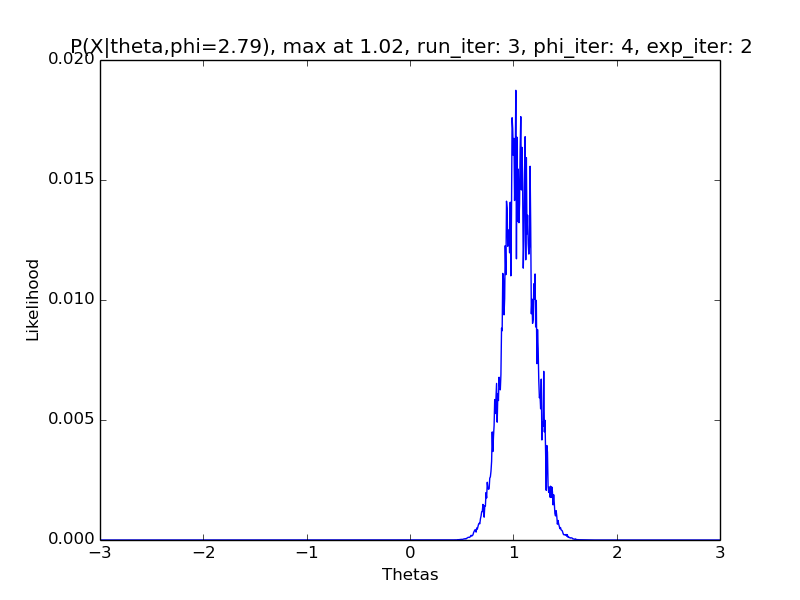 P(X|theta,phi=2.79), max at 1.02, run_iter: 3, phi_iter: 4, exp_iter: 2
0.020
0.015
0.010
0.005
0.000
Likelihood
−3 −2 −1 0 1 2 3
Thetas